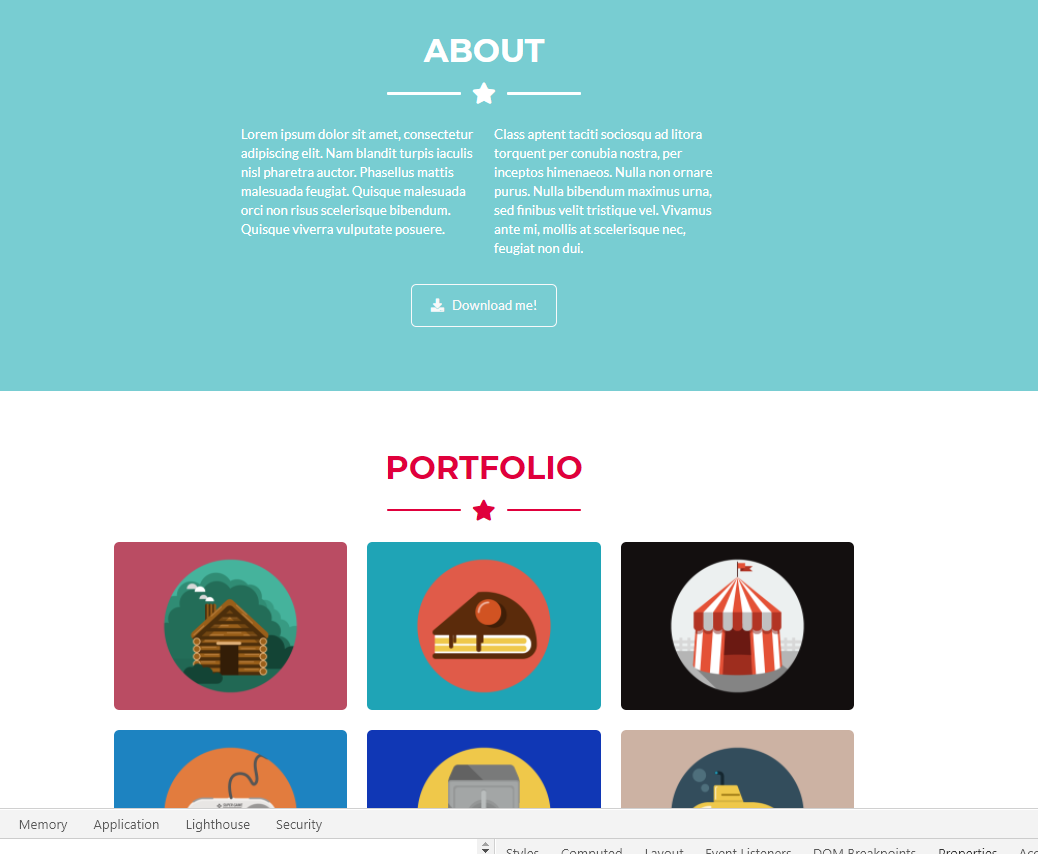 ABOUT
Lorem ipsum dolor sit amet, consectetur
adipiscing elit. Nam blandit turpis iaculis
nisl pharetra auctor. Phasellus mattis
malesuada feugiat. Quisque malesuada
orci non risus scelerisque bibendum.
Quisque viverra vulputate posuere.
Class aptent taciti sociosqu ad litora
torquent per conubia nostra, per
inceptos himenaeos. Nulla non ornare
purus. Nulla bibendum maximus urna,
sed finibus velit tristique vel. Vivamus
ante mi, mollis at scelerisque nec,
feugiat non dui.
Download me!
PORTFOLIO
Memory Application Lighthouse Security
Styles Computed Layout Event Listeners DOM Breakpoints Properties